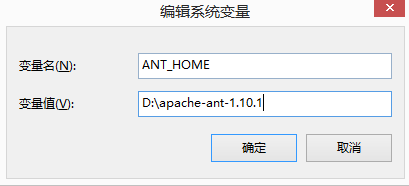 编辑系统变量
变量名(N):
ANT_HOME
变量值(V):
D:\apache-ant-1.10.1
确定
取消